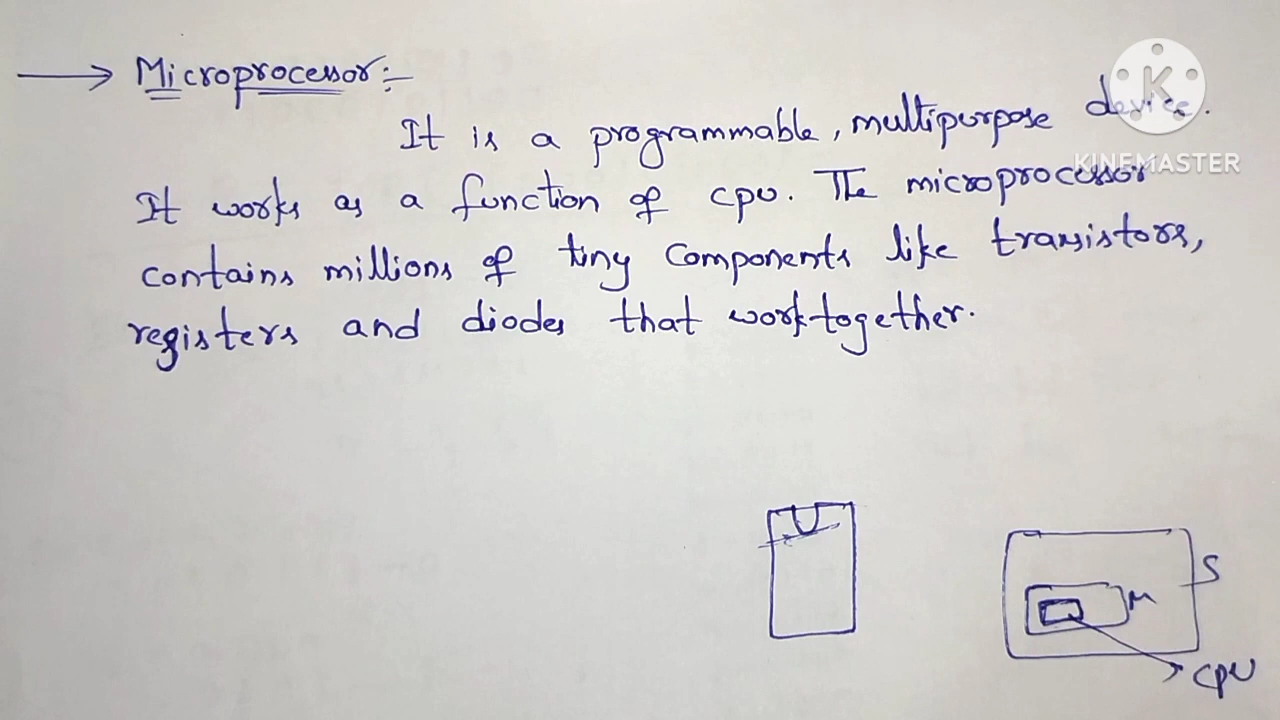 → Microprocessor:-
It is a programmable, multipurpose device.
It works as a function of cpu. The microprocessor
contains millions of tiny components like transistors,
registers and diodes that work together.
K
KINEMASTER
S
M
CPU